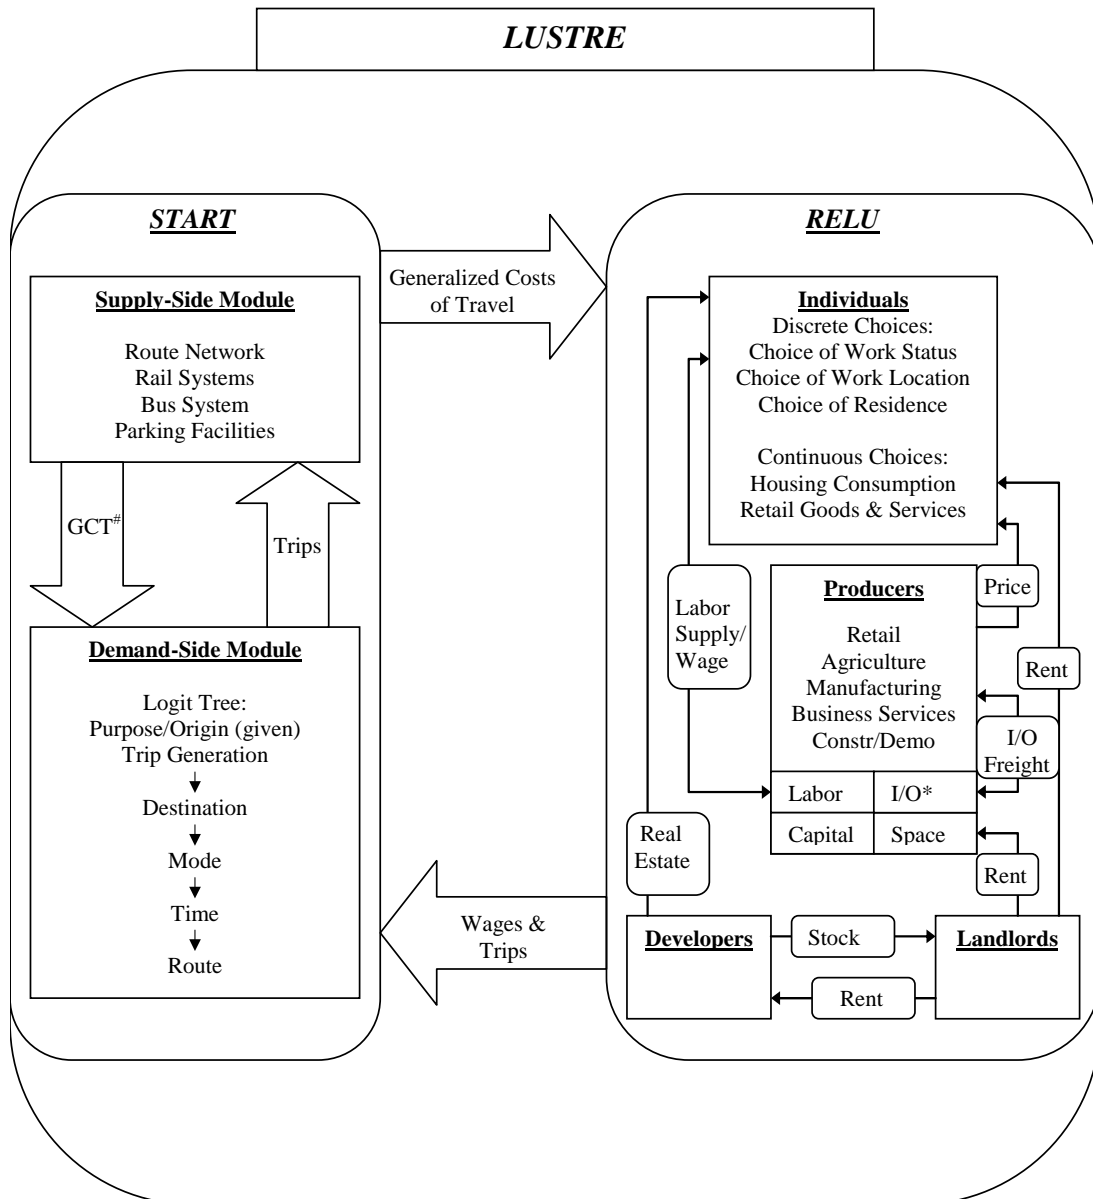 LUSTRE
START
Supply-Side Module
Route Network
Rail Systems
Bus System
Parking Facilities
GCT#
Trips
Demand-Side Module
Logit Tree:
Purpose/Origin (given)
Trip Generation
Destination
Mode
Time
Route
Generalized Costs
of Travel
Wages &
Trips
RELU
Individuals
Discrete Choices:
Choice of Work Status
Choice of Work Location
Choice of Residence
Continuous Choices:
Housing Consumption
Retail Goods & Services
Labor
Supply/
Wage
Producers
Retail
Agriculture
Manufacturing
Business Services
Constr/Demo
Labor
I/O*
Capital
Space
Price
Rent
I/O
Freight
Rent
Real
Estate
Developers
Stock
Landlords
Rent